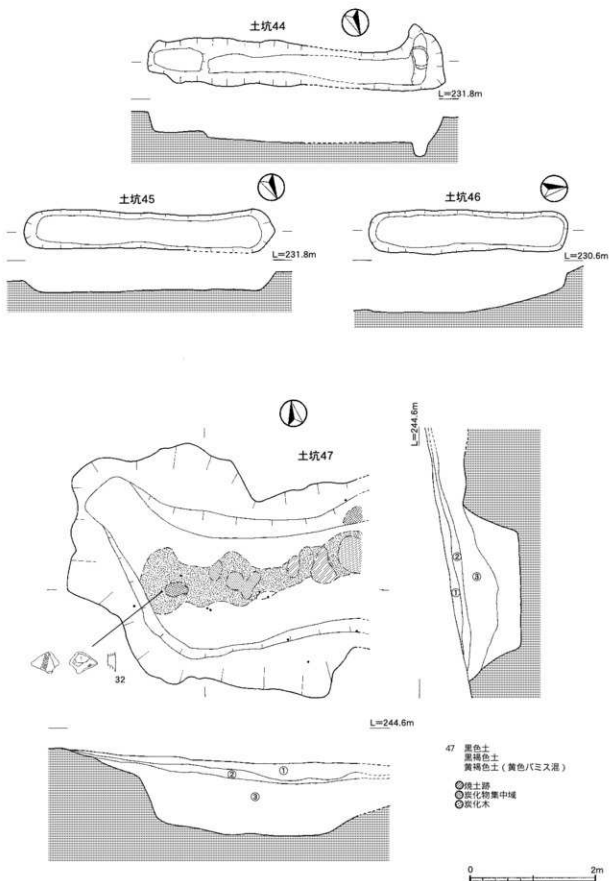 土坑44
L=231.8m
土坑45
L=231.8m
土坑46
L=230.6m
土坑47
L=244.6m
②
①
③
32
L=244.6m
①
②
③
47 黒色土
黒褐色土
黄褐色土（黄色パミス混）
焼土跡
炭化物集中域
炭化木
0 2m